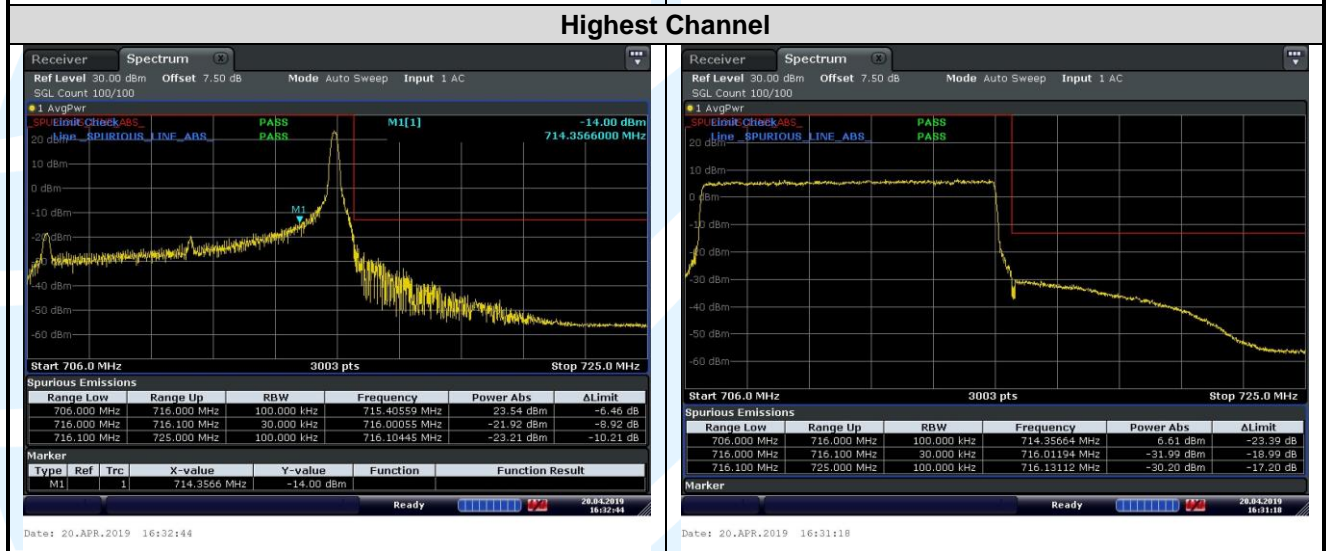 Highest Channel
Receiver Spectrum
Ref Level 30.00 dBm Offset 7.50 dB Mode Auto Sweep Input 1 AC
SGL Count 100/100
1 AvgPwr
Limit Check PASS M1[1] -14.00 dBm
Line _SPURIOUS_LINE_ABS_ PASS 714.3566000 MHz
10 dBm
0 dBm
-10 dBm
M1
-40 dBm
-50 dBm
-60 dBm
Start 706.0 MHz 3003 pts Stop 725.0 MHz
Spurious Emissions
Range Low Range Up RBW Frequency Power Abs ΔLimit
706.000 MHz 716.000 MHz 100.000 kHz 715.40559 MHz 23.54 dBm -6.46 dB
716.000 MHz 716.100 MHz 30.000 kHz 716.00055 MHz -21.92 dBm -8.92 dB
716.100 MHz 725.000 MHz 100.000 kHz 716.10445 MHz -23.21 dBm -10.21 dB
Marker
Type Ref Trc X-value Y-value Function Function Result
M1 1 714.3566 MHz -14.00 dBm
Ready 20.04.2019
16:32:44
Date: 20.APR.2019 16:32:44
Receiver Spectrum
Ref Level 30.00 dBm Offset 7.50 dB Mode Auto Sweep Input 1 AC
SGL Count 100/100
1 AvgPwr
Limit Check PASS
Line _SPURIOUS_LINE_ABS_ PASS
20 dBm
10 dBm
0 dBm
-10 dBm
-30 dBm
-40 dBm
-50 dBm
-60 dBm
Start 706.0 MHz 3003 pts Stop 725.0 MHz
Spurious Emissions
Range Low Range Up RBW Frequency Power Abs ΔLimit
706.000 MHz 716.000 MHz 100.000 kHz 714.35664 MHz 6.61 dBm -23.39 dB
716.000 MHz 716.100 MHz 30.000 kHz 716.01194 MHz -31.99 dBm -18.99 dB
716.100 MHz 725.000 MHz 100.000 kHz 716.13112 MHz -30.20 dBm -17.20 dB
Marker
Ready 20.04.2019
16:31:18
Date: 20.APR.2019 16:31:18